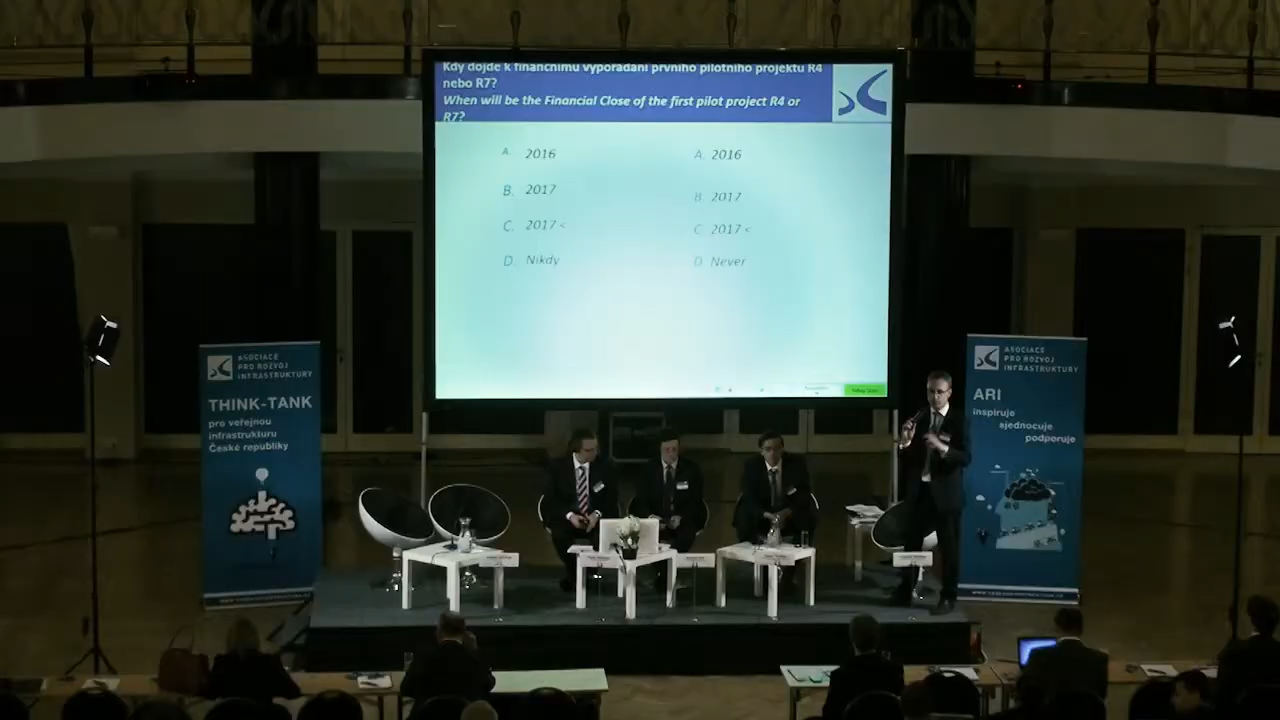 Kdy dojde k finančnímu vypořádání prvního pilotního projektu R4
nebo R7?
When will be the Financial Close of the first pilot project R4 or
R7?
A. 2016
B. 2017
C. 2017 <
D. Nikdy
A. 2016
B. 2017
C. 2017 <
D. Never
ASOCIACE
PRO ROZVOJ
INFRASTRUKTURY
THINK-TANK
pro veřejnou
infrastrukturu
České republiky
ASOCIACE
PRO ROZVOJ
INFRASTRUKTURY
ARI
inspiruje
sjednocuje
podporuje